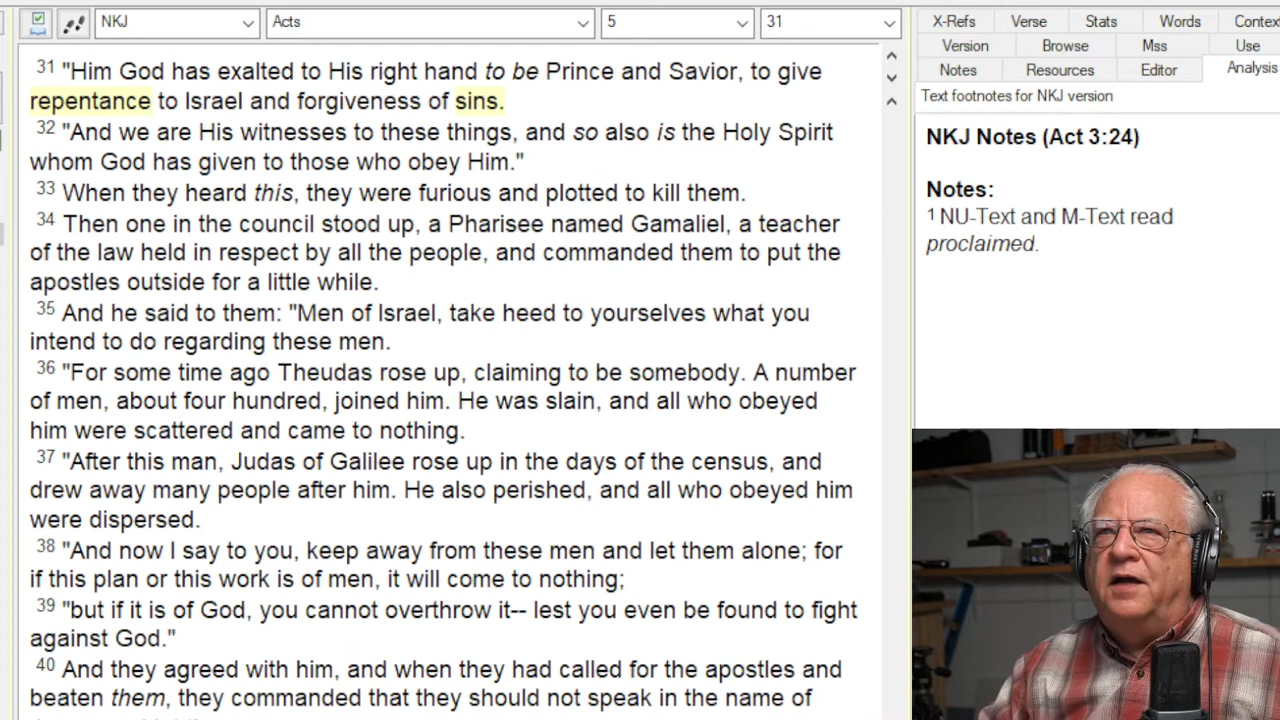 NKJ Acts 5 31
31 "Him God has exalted to His right hand to be Prince and Savior, to give
repentance to Israel and forgiveness of sins.
32 "And we are His witnesses to these things, and so also is the Holy Spirit
whom God has given to those who obey Him."
33 When they heard this, they were furious and plotted to kill them.
34 Then one in the council stood up, a Pharisee named Gamaliel, a teacher
of the law held in respect by all the people, and commanded them to put the
apostles outside for a little while.
35 And he said to them: "Men of Israel, take heed to yourselves what you
intend to do regarding these men.
36 "For some time ago Theudas rose up, claiming to be somebody. A number
of men, about four hundred, joined him. He was slain, and all who obeyed
him were scattered and came to nothing.
37 "After this man, Judas of Galilee rose up in the days of the census, and
drew away many people after him. He also perished, and all who obeyed him
were dispersed.
38 "And now I say to you, keep away from these men and let them alone; for
if this plan or this work is of men, it will come to nothing;
39 "but if it is of God, you cannot overthrow it-- lest you even be found to fight
against God."
40 And they agreed with him, and when they had called for the apostles and
beaten them, they commanded that they should not speak in the name of
X-Refs Verse Stats Words Contex
Version Browse Mss Use
Notes Resources Editor Analysis
Text footnotes for NKJ version
NKJ Notes (Act 3:24)
Notes:
1 NU-Text and M-Text read
proclaimed.